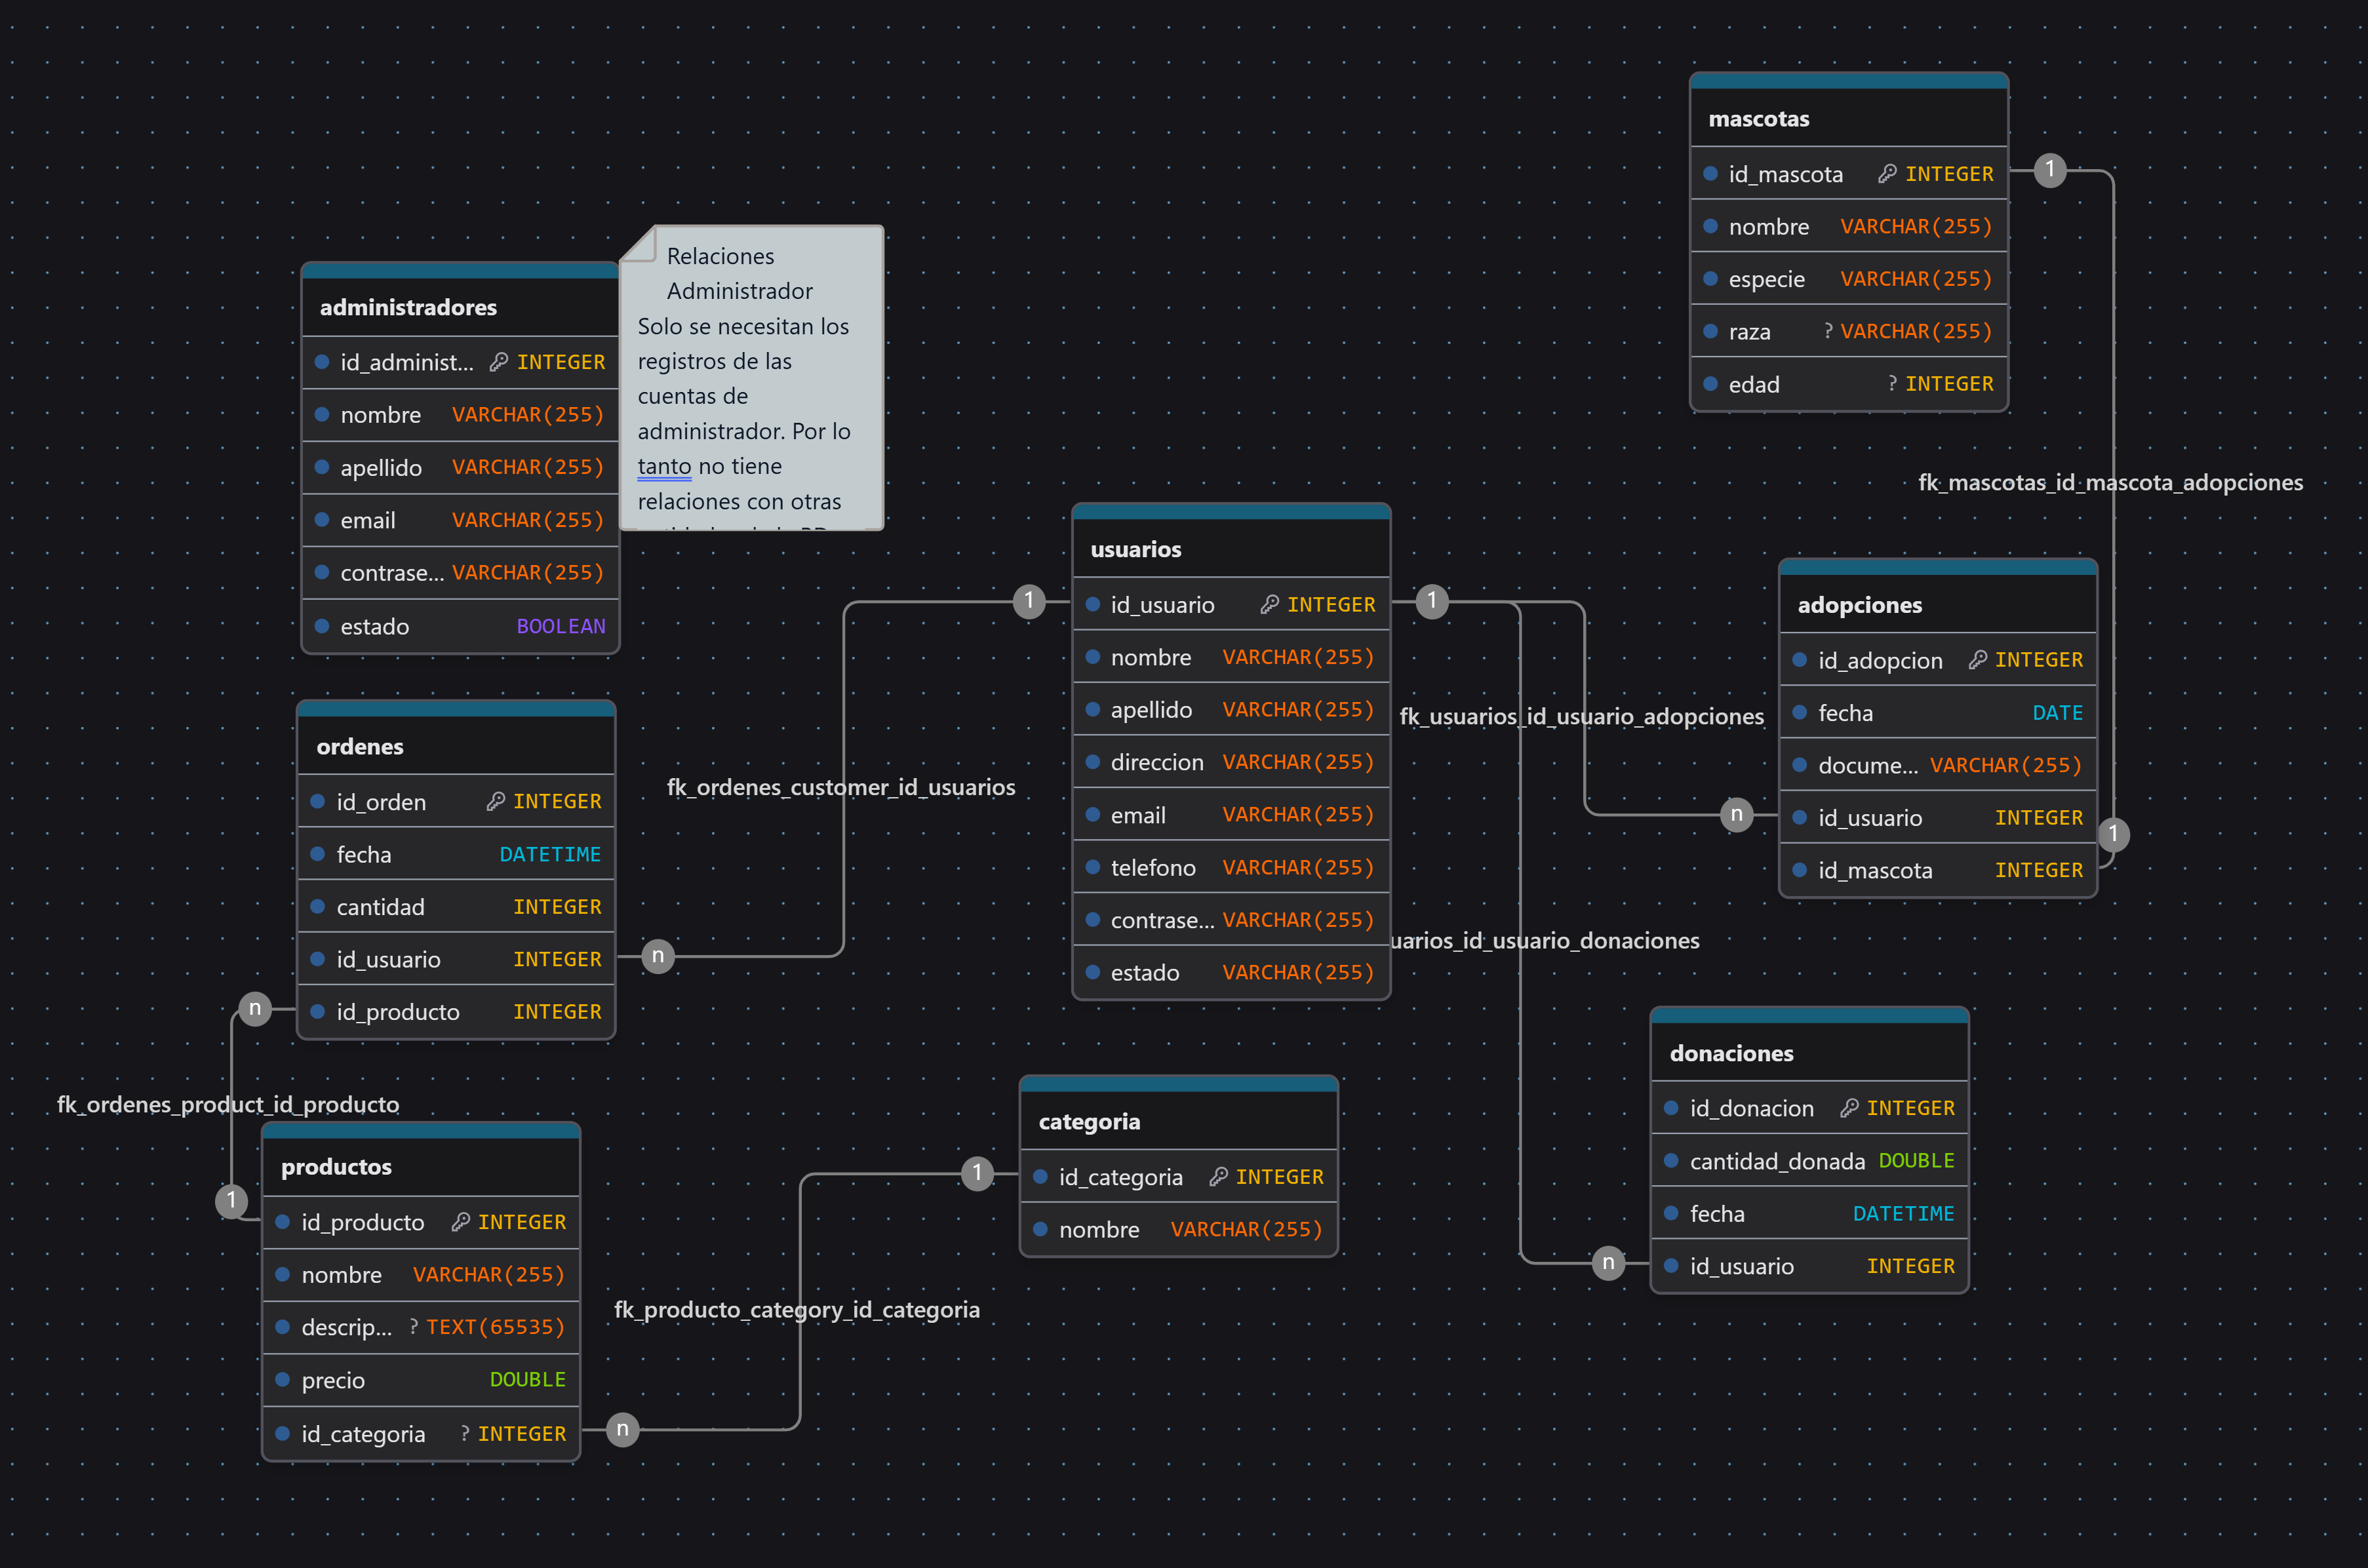 mascotas
id_mascota INTEGER
nombre VARCHAR(255)
especie VARCHAR(255)
raza ? VARCHAR(255)
edad ? INTEGER
1
fk_mascotas_id_mascota_adopciones
administradores
id_administ... INTEGER
nombre VARCHAR(255)
apellido VARCHAR(255)
email VARCHAR(255)
contrase... VARCHAR(255)
estado BOOLEAN
Relaciones
Administrador
Solo se necesitan los
registros de las
cuentas de
administrador. Por lo
tanto no tiene
relaciones con otras
usuarios
id_usuario INTEGER
nombre VARCHAR(255)
apellido VARCHAR(255)
direccion VARCHAR(255)
email VARCHAR(255)
telefono VARCHAR(255)
contrase... VARCHAR(255)
estado VARCHAR(255)
1
1
fk_usuarios_id_usuario_adopciones
n
adopciones
id_adopcion INTEGER
fecha DATE
docume... VARCHAR(255)
id_usuario INTEGER
id_mascota INTEGER
1
ordenes
id_orden INTEGER
fecha DATETIME
cantidad INTEGER
id_usuario INTEGER
id_producto INTEGER
fk_ordenes_customer_id_usuarios
n
n
fk_ordenes_product_id_producto
1
uarios_id_usuario_donaciones
productos
id_producto INTEGER
nombre VARCHAR(255)
descrip... ? TEXT(65535)
precio DOUBLE
id_categoria ? INTEGER
n
fk_producto_category_id_categoria
1
categoria
id_categoria INTEGER
nombre VARCHAR(255)
donaciones
id_donacion INTEGER
cantidad_donada DOUBLE
fecha DATETIME
id_usuario INTEGER
n